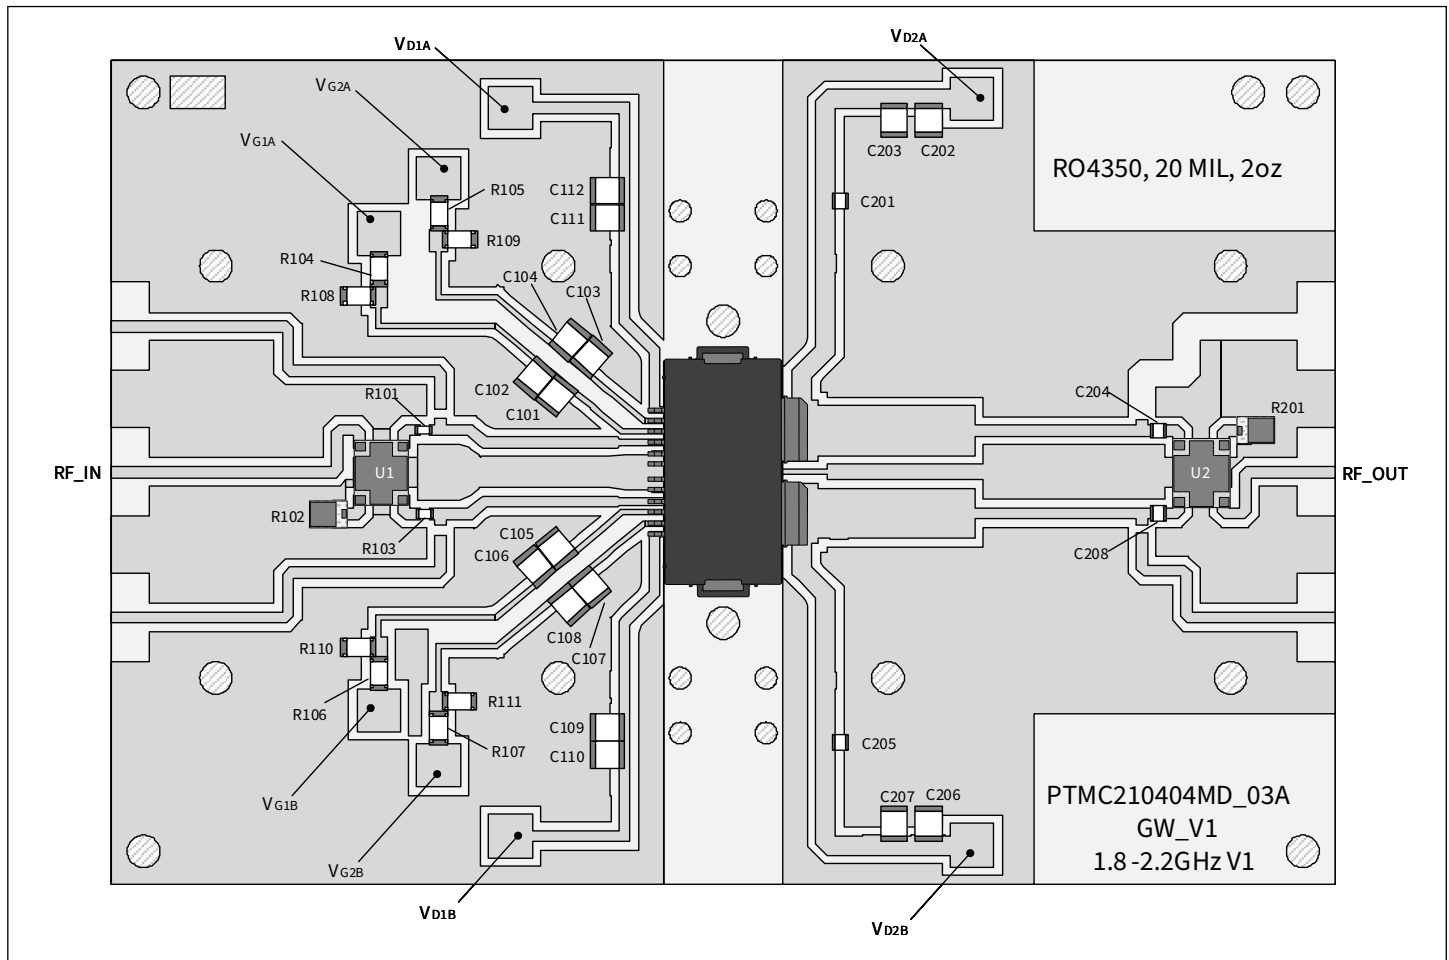 VD1A
VD2A
VG2A
VG1A
RO4350, 20 MIL, 2oz
C203 C202
R105
C112
C111
C201
R109
R104
C104
C103
R108
C102
C101
R101
C204
R201
RF_IN
U1
U2
RF_OUT
R102
R103
C105
C106
C208
C108
C107
R110
R106
R111
R107
C109
C110
C205
C207 C206
PTMC210404MD_03A
GW_V1
1.8 -2.2GHz V1
VG1B
VG2B
VD1B
VD2B